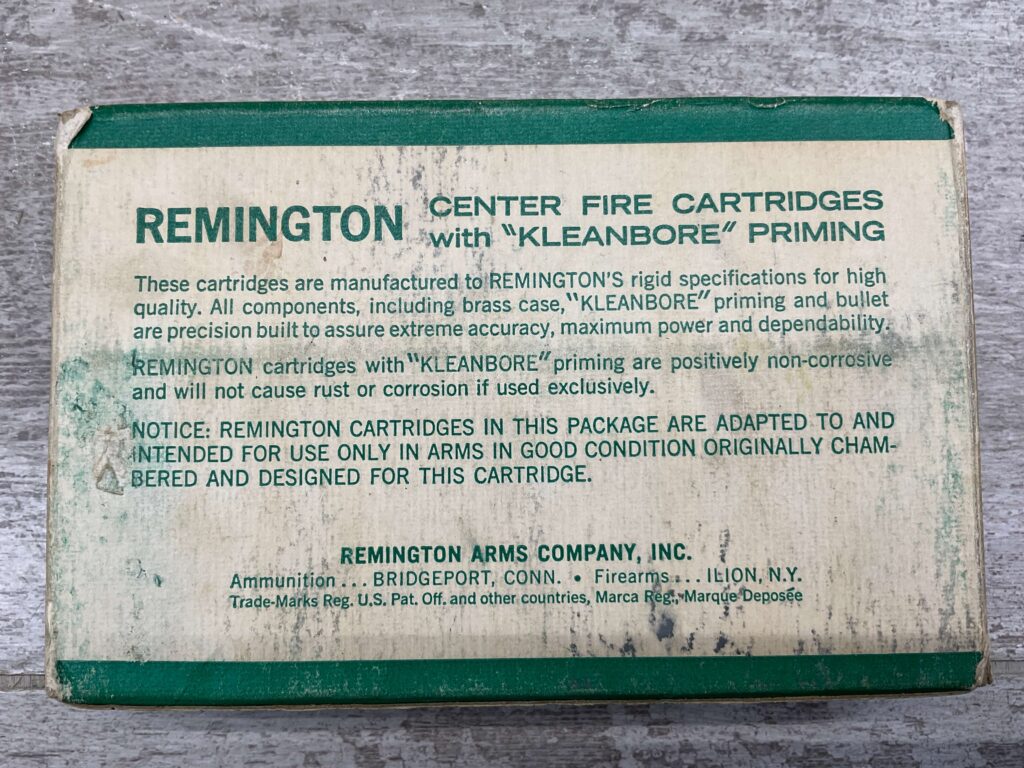 REMINGTON CENTER FIRE CARTRIDGES
with "KLEANBORE" PRIMING
These cartridges are manufactured to REMINGTON'S rigid specifications for high
quality. All components, including brass case, "KLEANBORE" priming and bullet
are precision built to assure extreme accuracy, maximum power and dependability.
REMINGTON cartridges with "KLEANBORE" priming are positively non-corrosive
and will not cause rust or corrosion if used exclusively.
NOTICE: REMINGTON CARTRIDGES IN THIS PACKAGE ARE ADAPTED TO AND
INTENDED FOR USE ONLY IN ARMS IN GOOD CONDITION ORIGINALLY CHAM-
BERED AND DESIGNED FOR THIS CARTRIDGE.
REMINGTON ARMS COMPANY, INC.
Ammunition ... BRIDGEPORT, CONN. • Firearms ... ILION, N.Y.
Trade-Marks Reg. U.S. Pat. Off. and other countries, Marca Reg., Marque Deposée